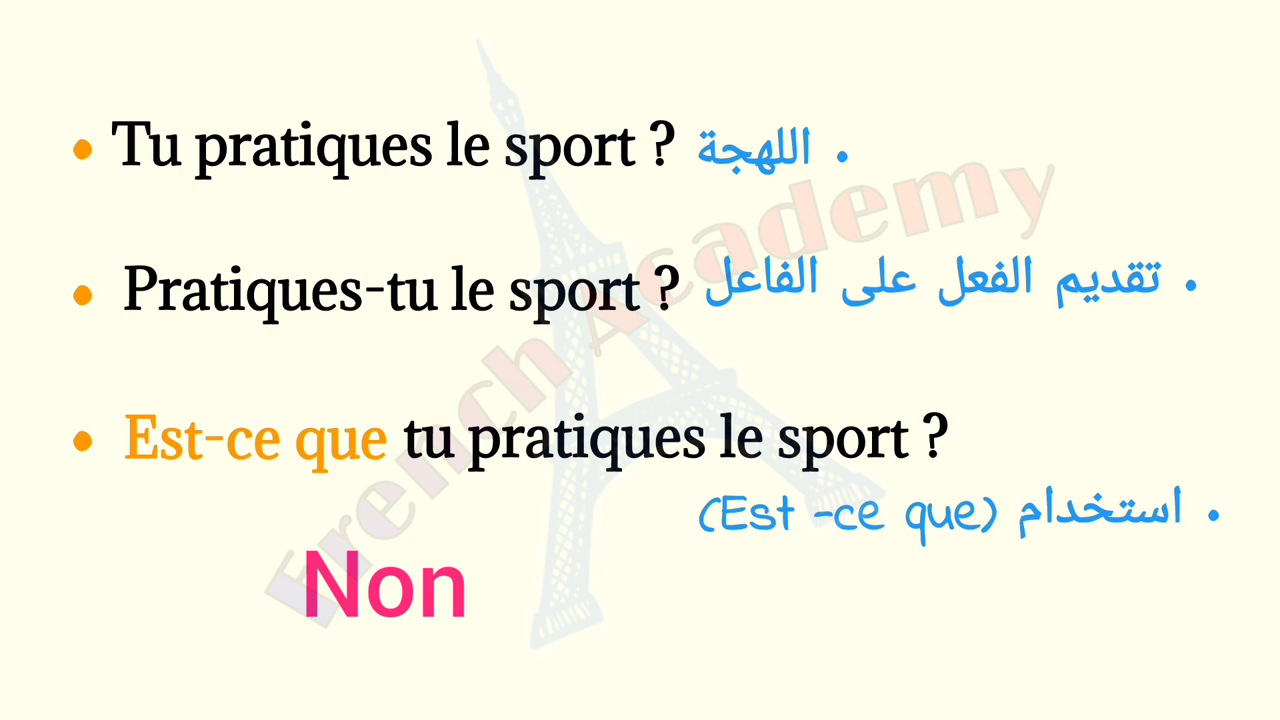 • Tu pratiques le sport ? • اللهجة
• Pratiques-tu le sport ? • تقديم الفعل على الفاعل
• Est-ce que tu pratiques le sport ?
• استخدام (Est -ce que)
Non
French Academy